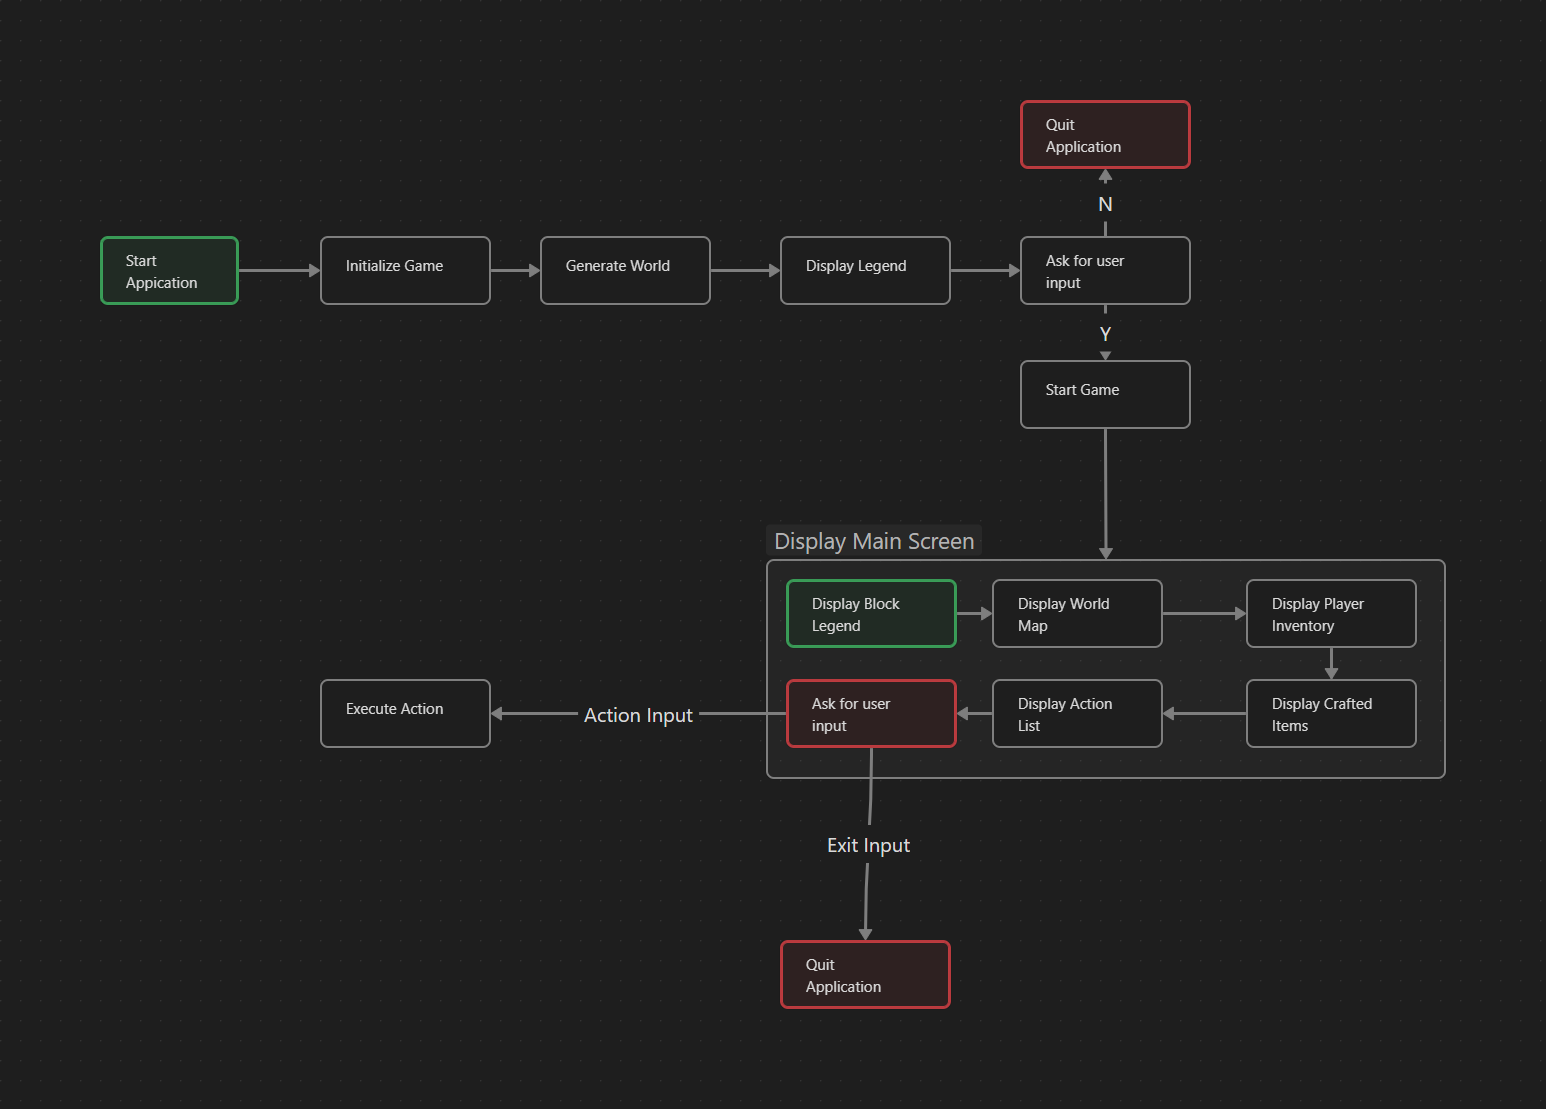 Quit
Application
N
Start
Appication
Initialize Game
Generate World
Display Legend
Ask for user
input
Y
Start Game
Display Main Screen
Display Block
Legend
Display World
Map
Display Player
Inventory
Execute Action
Action Input
Ask for user
input
Display Action
List
Display Crafted
Items
Exit Input
Quit
Application